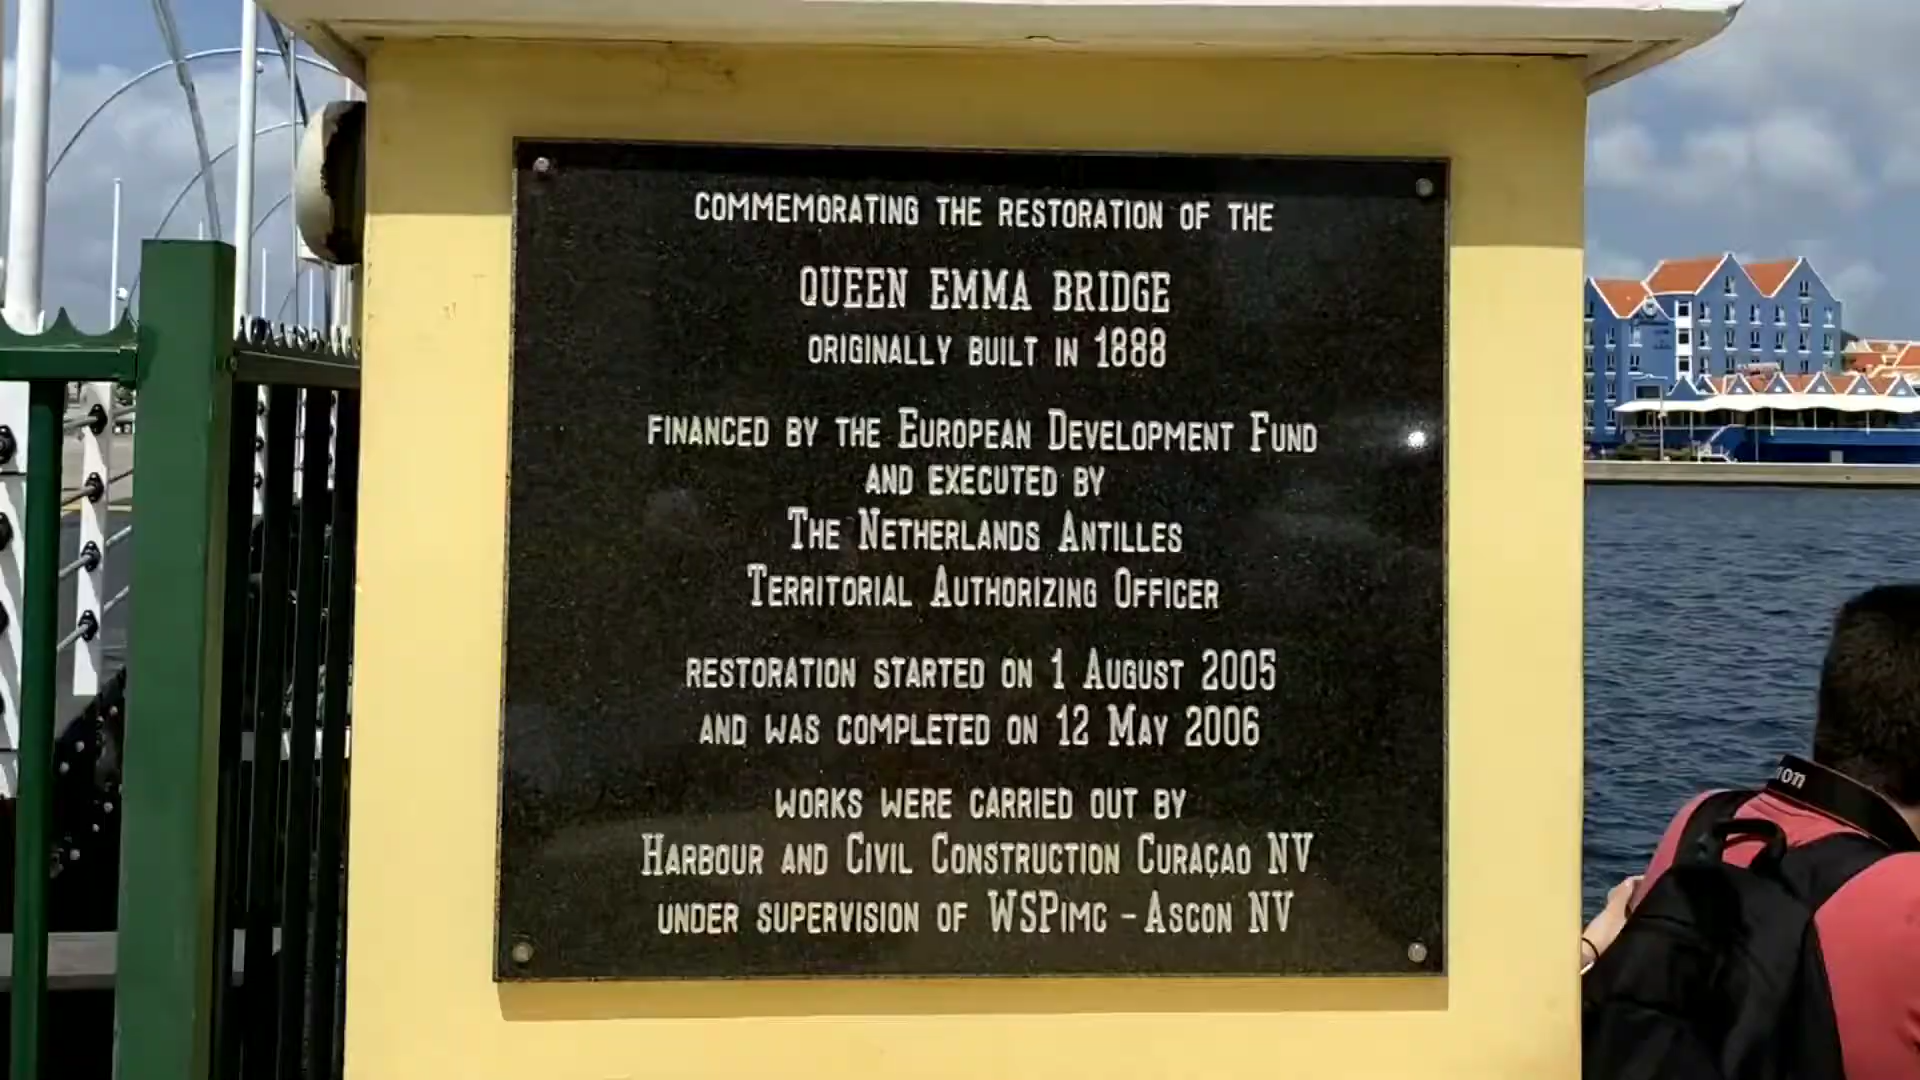 COMMEMORATING THE RESTORATION OF THE
QUEEN EMMA BRIDGE
ORIGINALLY BUILT IN 1888
FINANCED BY THE EUROPEAN DEVELOPMENT FUND
AND EXECUTED BY
THE NETHERLANDS ANTILLES
TERRITORIAL AUTHORIZING OFFICER
RESTORATION STARTED ON 1 AUGUST 2005
AND WAS COMPLETED ON 12 MAY 2006
WORKS WERE CARRIED OUT BY
HARBOUR AND CIVIL CONSTRUCTION CURAÇAO NV
UNDER SUPERVISION OF WSPIMC - ASCON NV